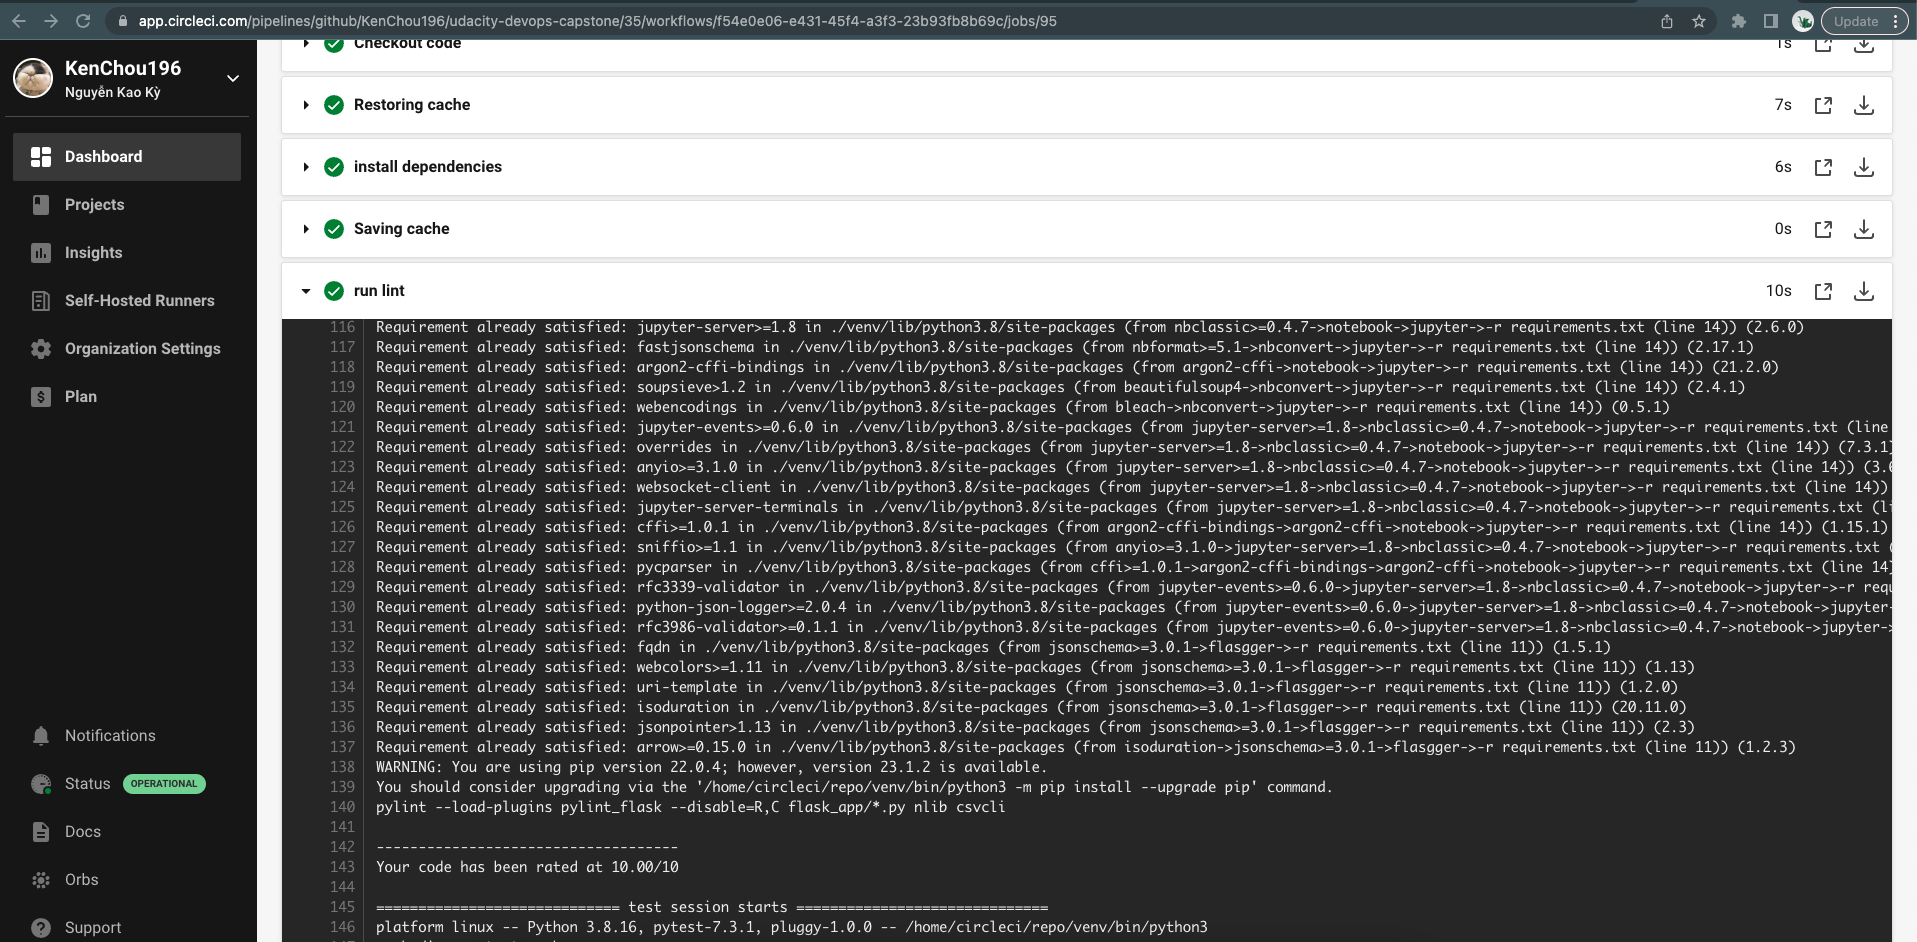 app.circleci.com/pipelines/github/KenChou196/udacity-devops-capstone/35/workflows/f54e0e06-e431-45f4-a3f3-23b93fb8b69c/jobs/95
Update
KenChou196
Nguyễn Kao Kỳ
Dashboard
Projects
Insights
Self-Hosted Runners
Organization Settings
Plan
Notifications
Status OPERATIONAL
Docs
Orbs
Support
Checkout code 1s
Restoring cache 7s
install dependencies 6s
Saving cache 0s
run lint 10s
116 Requirement already satisfied: jupyter-server>=1.8 in ./venv/lib/python3.8/site-packages (from nbclassic>=0.4.7->notebook->jupyter->-r requirements.txt (line 14)) (2.6.0)
117 Requirement already satisfied: fastjsonschema in ./venv/lib/python3.8/site-packages (from nbformat>=5.1->nbconvert->jupyter->-r requirements.txt (line 14)) (2.17.1)
118 Requirement already satisfied: argon2-cffi-bindings in ./venv/lib/python3.8/site-packages (from argon2-cffi->notebook->jupyter->-r requirements.txt (line 14)) (21.2.0)
119 Requirement already satisfied: soupsieve>1.2 in ./venv/lib/python3.8/site-packages (from beautifulsoup4->nbconvert->jupyter->-r requirements.txt (line 14)) (2.4.1)
120 Requirement already satisfied: webencodings in ./venv/lib/python3.8/site-packages (from bleach->nbconvert->jupyter->-r requirements.txt (line 14)) (0.5.1)
121 Requirement already satisfied: jupyter-events>=0.6.0 in ./venv/lib/python3.8/site-packages (from jupyter-server>=1.8->nbclassic>=0.4.7->notebook->jupyter->-r requirements.txt (line
122 Requirement already satisfied: overrides in ./venv/lib/python3.8/site-packages (from jupyter-server>=1.8->nbclassic>=0.4.7->notebook->jupyter->-r requirements.txt (line 14)) (7.3.1)
123 Requirement already satisfied: anyio>=3.1.0 in ./venv/lib/python3.8/site-packages (from jupyter-server>=1.8->nbclassic>=0.4.7->notebook->jupyter->-r requirements.txt (line 14)) (3.6
124 Requirement already satisfied: websocket-client in ./venv/lib/python3.8/site-packages (from jupyter-server>=1.8->nbclassic>=0.4.7->notebook->jupyter->-r requirements.txt (line 14))
125 Requirement already satisfied: jupyter-server-terminals in ./venv/lib/python3.8/site-packages (from jupyter-server>=1.8->nbclassic>=0.4.7->notebook->jupyter->-r requirements.txt (li
126 Requirement already satisfied: cffi>=1.0.1 in ./venv/lib/python3.8/site-packages (from argon2-cffi-bindings->argon2-cffi->notebook->jupyter->-r requirements.txt (line 14)) (1.15.1)
127 Requirement already satisfied: sniffio>=1.1 in ./venv/lib/python3.8/site-packages (from anyio>=3.1.0->jupyter-server>=1.8->nbclassic>=0.4.7->notebook->jupyter->-r requirements.txt (
128 Requirement already satisfied: pycparser in ./venv/lib/python3.8/site-packages (from cffi>=1.0.1->argon2-cffi-bindings->argon2-cffi->notebook->jupyter->-r requirements.txt (line 14)
129 Requirement already satisfied: rfc3339-validator in ./venv/lib/python3.8/site-packages (from jupyter-events>=0.6.0->jupyter-server>=1.8->nbclassic>=0.4.7->notebook->jupyter->-r requ
130 Requirement already satisfied: python-json-logger>=2.0.4 in ./venv/lib/python3.8/site-packages (from jupyter-events>=0.6.0->jupyter-server>=1.8->nbclassic>=0.4.7->notebook->jupyter-
131 Requirement already satisfied: rfc3986-validator>=0.1.1 in ./venv/lib/python3.8/site-packages (from jupyter-events>=0.6.0->jupyter-server>=1.8->nbclassic>=0.4.7->notebook->jupyter->
132 Requirement already satisfied: fqdn in ./venv/lib/python3.8/site-packages (from jsonschema>=3.0.1->flasgger->-r requirements.txt (line 11)) (1.5.1)
133 Requirement already satisfied: webcolors>=1.11 in ./venv/lib/python3.8/site-packages (from jsonschema>=3.0.1->flasgger->-r requirements.txt (line 11)) (1.13)
134 Requirement already satisfied: uri-template in ./venv/lib/python3.8/site-packages (from jsonschema>=3.0.1->flasgger->-r requirements.txt (line 11)) (1.2.0)
135 Requirement already satisfied: isoduration in ./venv/lib/python3.8/site-packages (from jsonschema>=3.0.1->flasgger->-r requirements.txt (line 11)) (20.11.0)
136 Requirement already satisfied: jsonpointer>1.13 in ./venv/lib/python3.8/site-packages (from jsonschema>=3.0.1->flasgger->-r requirements.txt (line 11)) (2.3)
137 Requirement already satisfied: arrow>=0.15.0 in ./venv/lib/python3.8/site-packages (from isoduration->jsonschema>=3.0.1->flasgger->-r requirements.txt (line 11)) (1.2.3)
138 WARNING: You are using pip version 22.0.4; however, version 23.1.2 is available.
139 You should consider upgrading via the '/home/circleci/repo/venv/bin/python3 -m pip install --upgrade pip' command.
140 pylint --load-plugins pylint_flask --disable=R,C flask_app/*.py nlib csvcli
141
142 ------------------------------------
143 Your code has been rated at 10.00/10
144
145 ============================= test session starts ==============================
146 platform linux -- Python 3.8.16, pytest-7.3.1, pluggy-1.0.0 -- /home/circleci/repo/venv/bin/python3